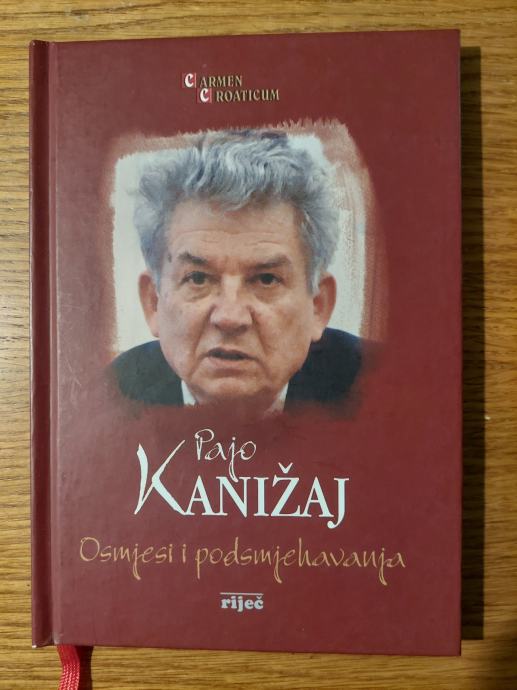 CARMEN
CROATICUM
Pajo
KANIŽAJ
Osmjesi i podsmjehavanja
riječ